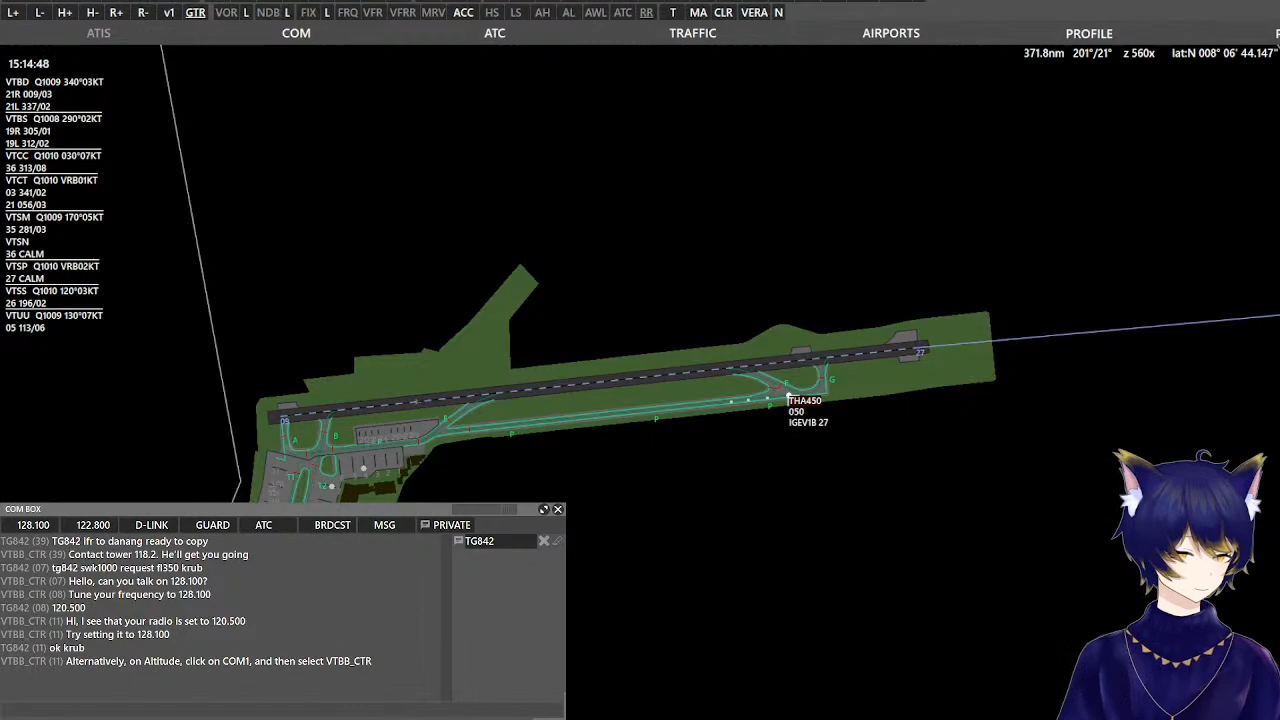 L+ L- H+ H- R+ R- v1 GTR VOR L NDB L FIX L FRQ VFR VFRR MRV ACC HS LS AH AL AWL ATC RR T MA CLR VERA N
ATIS COM ATC TRAFFIC AIRPORTS PROFILE
371.8nm 201°/21° z 560x lat:N 008° 06' 44.147"
15:14:48
VTBD Q1009 340°03KT
21R 009/03
21L 337/02
VTBS Q1008 290°02KT
19R 305/01
19L 312/02
VTCC Q1010 030°07KT
36 313/08
VTCT Q1010 VRB01KT
03 341/02
21 056/03
VTSM Q1009 170°05KT
35 281/03
VTSN
36 CALM
VTSP Q1010 VRB02KT
27 CALM
VTSS Q1010 120°03KT
26 196/02
VTUU Q1009 130°07KT
05 113/06
27
G
P
THA450
050
IGEV1B 27
09
A
B
P
P
T1
T2
COM BOX
128.100 122.800 D-LINK GUARD ATC BRDCST MSG PRIVATE
TG842 (39) TG842 Ifr to danang ready to copy
VTBB_CTR (39) Contact tower 118.2. He'll get you going
TG842 (07) tg842 swk1000 request fl350 krub
VTBB_CTR (07) Hello, can you talk on 128.100?
VTBB_CTR (08) Tune your frequency to 128.100
TG842 (08) 120.500
VTBB_CTR (11) Hi, I see that your radio is set to 120.500
VTBB_CTR (11) Try setting it to 128.100
TG842 (11) ok krub
VTBB_CTR (11) Alternatively, on Altitude, click on COM1, and then select VTBB_CTR
TG842